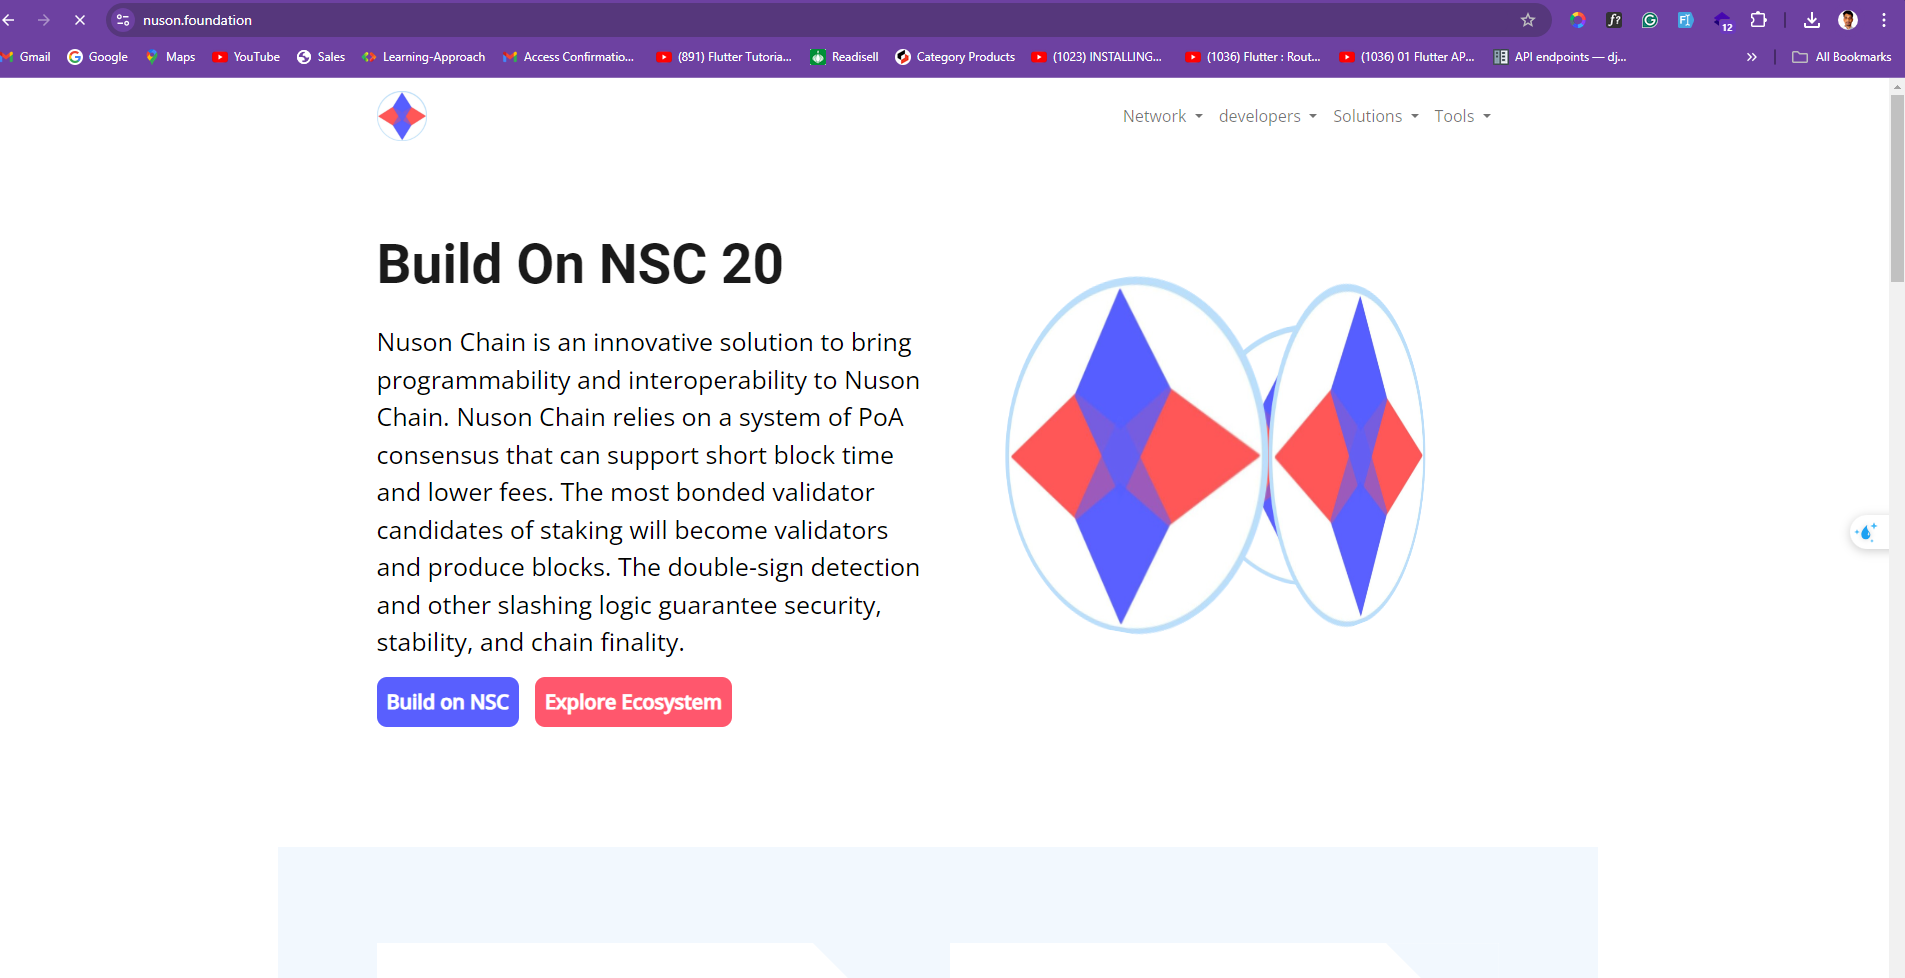 nuson.foundation
12
Gmail Google Maps YouTube Sales Learning-Approach Access Confirmatio... (891) Flutter Tutoria... Readisell Category Products (1023) INSTALLING... (1036) Flutter : Rout... (1036) 01 Flutter AP... API endpoints — dj... » All Bookmarks
Network developers Solutions Tools
Build On NSC 20
Nuson Chain is an innovative solution to bring
programmability and interoperability to Nuson
Chain. Nuson Chain relies on a system of PoA
consensus that can support short block time
and lower fees. The most bonded validator
candidates of staking will become validators
and produce blocks. The double-sign detection
and other slashing logic guarantee security,
stability, and chain finality.
Build on NSC Explore Ecosystem